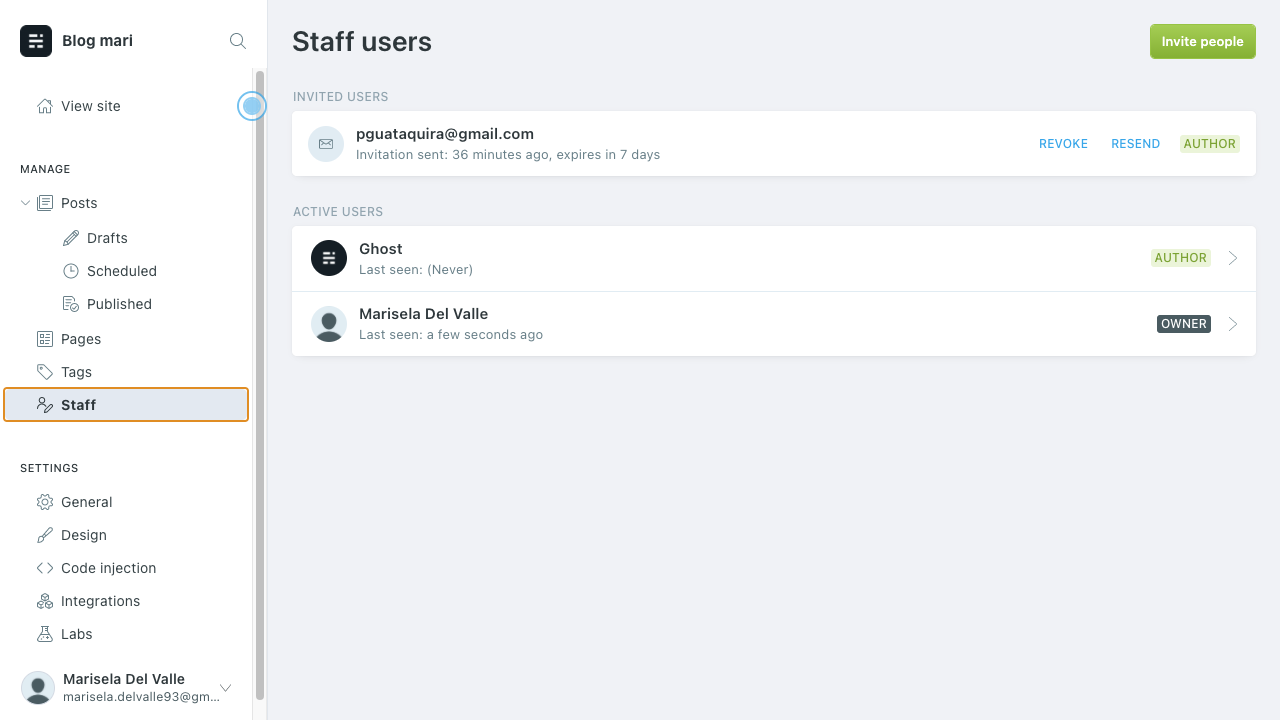 Blog mari
View site
MANAGE
Posts
Drafts
Scheduled
Published
Pages
Tags
Staff
SETTINGS
General
Design
Code injection
Integrations
Labs
Marisela Del Valle
marisela.delvalle93@gm...
Staff users
Invite people
INVITED USERS
pguataquira@gmail.com
Invitation sent: 36 minutes ago, expires in 7 days
REVOKE RESEND AUTHOR
ACTIVE USERS
Ghost
Last seen: (Never)
AUTHOR
Marisela Del Valle
Last seen: a few seconds ago
OWNER